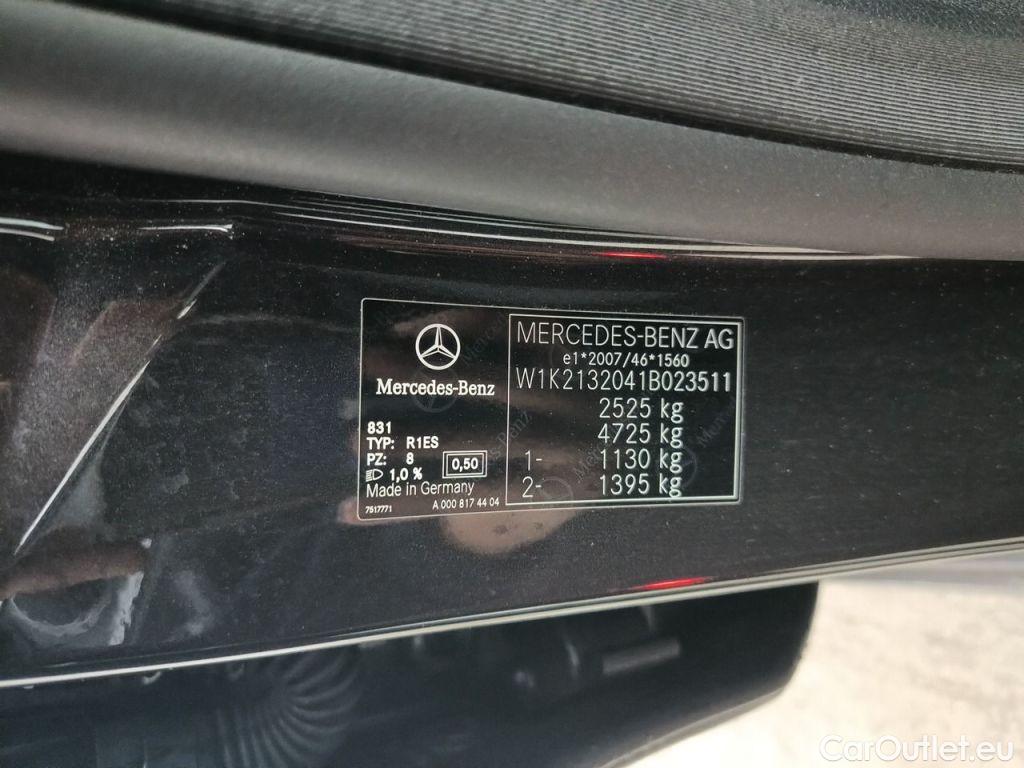 Mercedes-Benz
831
TYP: R1ES
PZ: 8
1,0 %
0,50
Made in Germany
7517771
A 000 817 44 04
MERCEDES-BENZ AG
e1*2007/46*1560
W1K2132041B023511
2525 kg
4725 kg
1- 1130 kg
2- 1395 kg
CarOutlet.eu